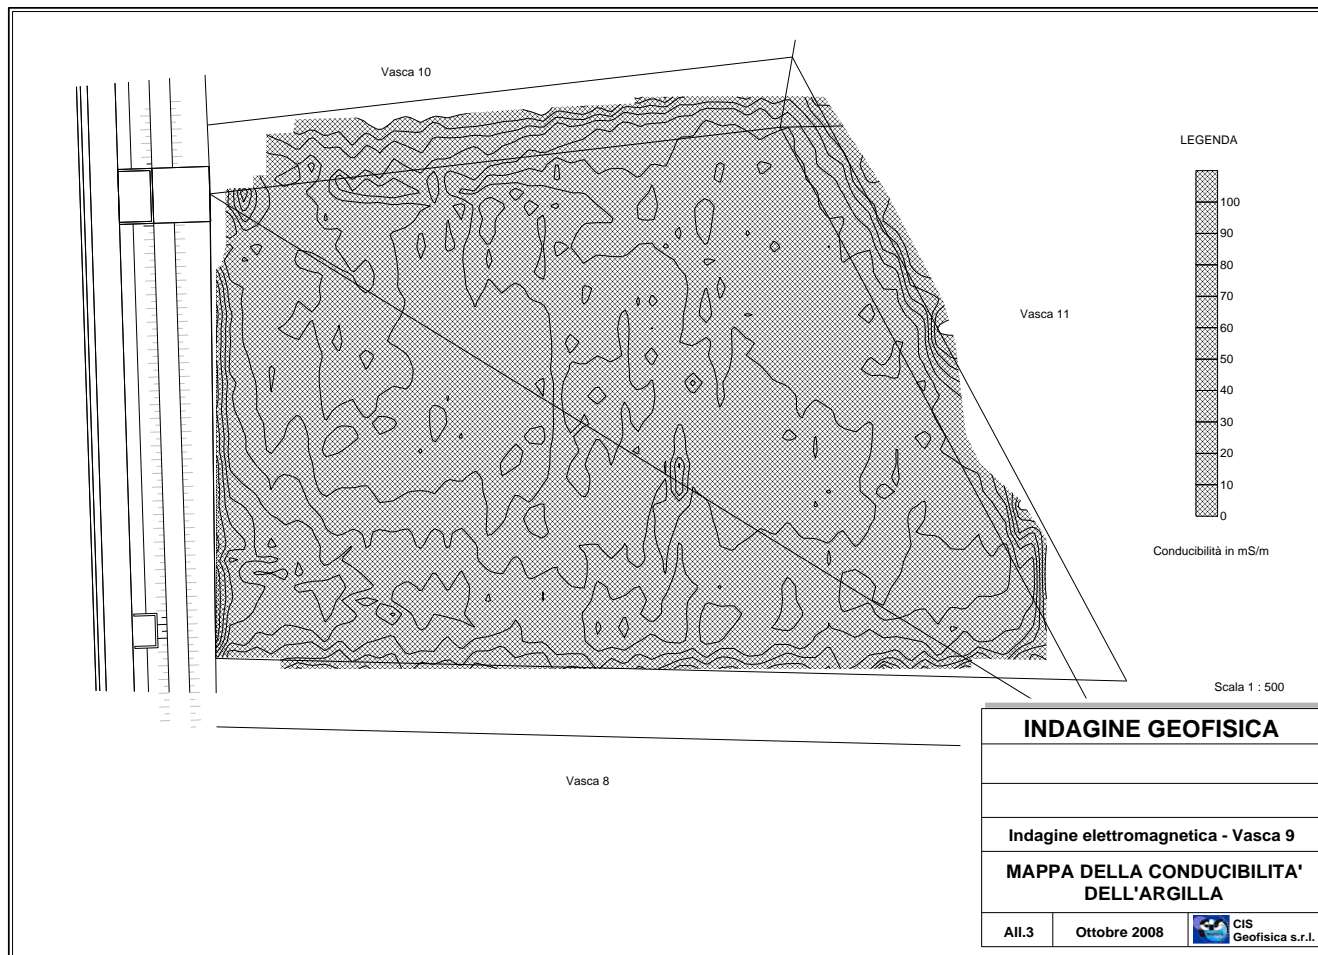 Vasca 10
LEGENDA
100
90
80
70
60
50
40
30
20
10
0
Vasca 11
Conducibilità in mS/m
Scala 1 : 500
Vasca 8
INDAGINE GEOFISICA
Indagine elettromagnetica - Vasca 9
MAPPA DELLA CONDUCIBILITA'
DELL'ARGILLA
All.3
Ottobre 2008
CIS
Geofisica s.r.l.